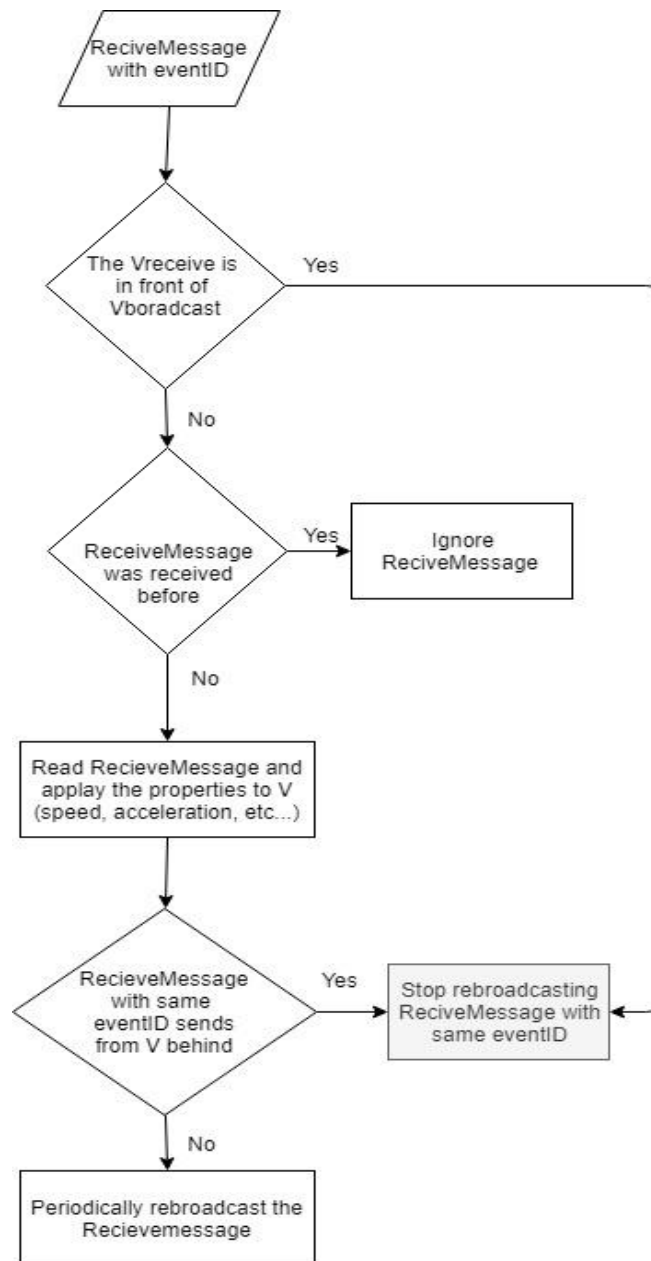 ReciveMessage
with eventID
The Vreceive is
in front of
Vboradcast
Yes
No
ReceiveMessage
was received
before
Yes
Ignore
ReciveMessage
No
Read RecieveMessage and
applay the properties to V
(speed, acceleration, etc...)
RecieveMessage
with same
eventID sends
from V behind
Yes
Stop rebroadcasting
ReciveMessage with
same eventID
No
Periodically rebroadcast the
Recievemessage